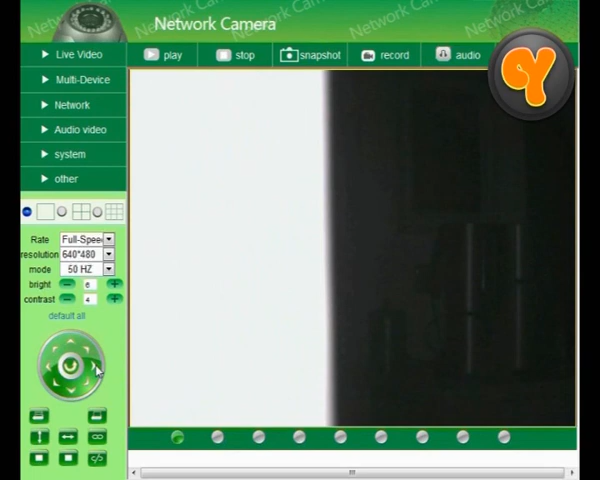 Network Camera
Live Video
Multi-Device
Network
Audio video
system
other
play
stop
snapshot
record
audio
Rate Full-Spee
resolution 640*480
mode 50 HZ
bright 6
contrast 4
default all